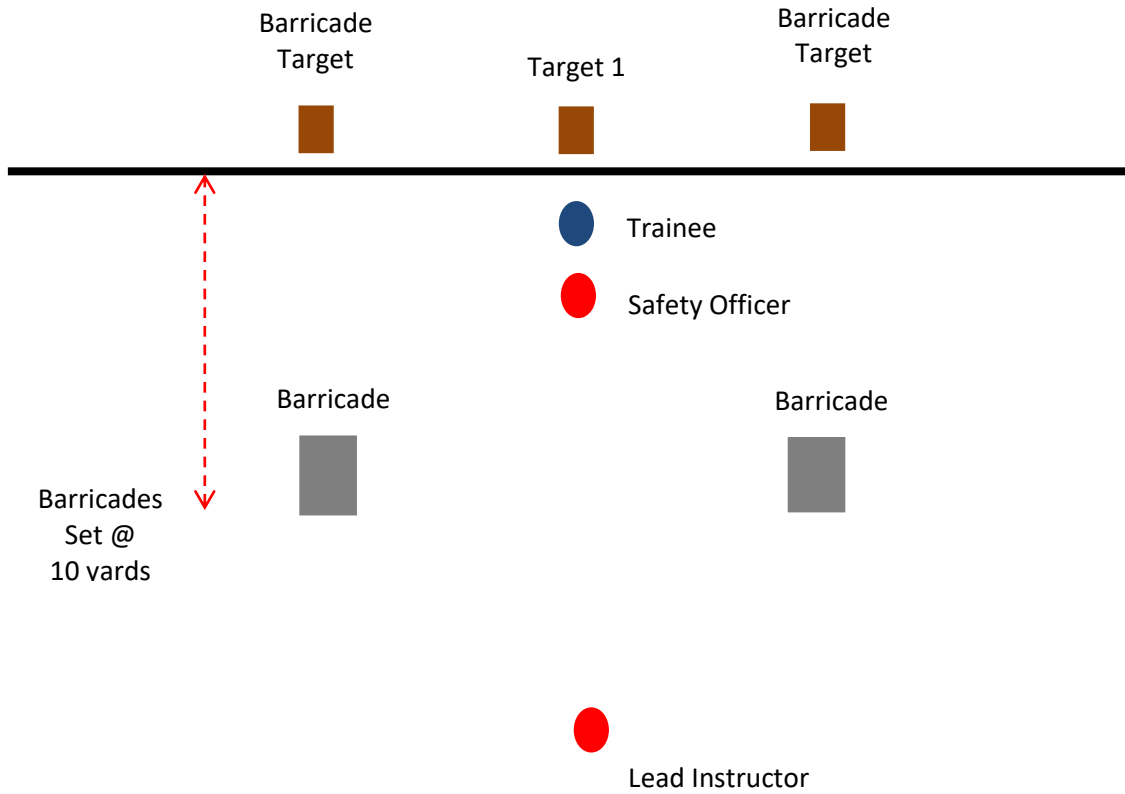 Barricade
Target
Target 1
Barricade
Target
Trainee
Safety Officer
Barricade
Barricade
Barricades
Set @
10 yards
Lead Instructor